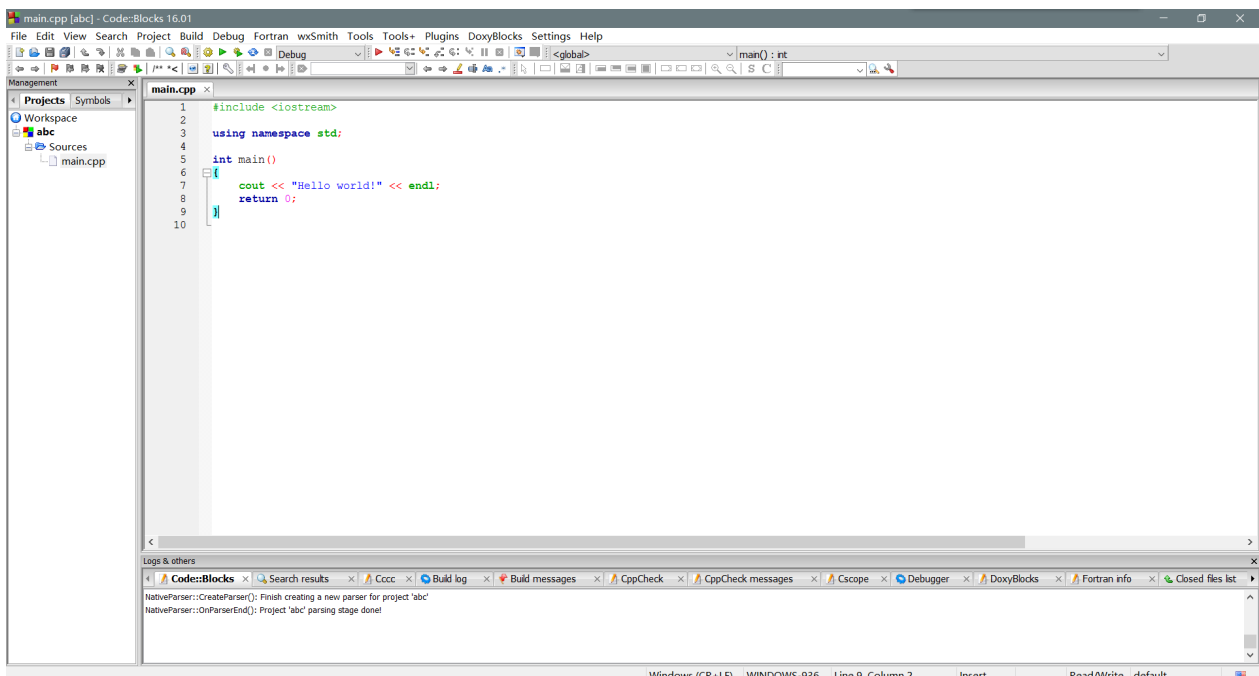 main.cpp [abc] - Code::Blocks 16.01
File Edit View Search Project Build Debug Fortran wxSmith Tools Tools+ Plugins DoxyBlocks Settings Help
Debug <global> main() : int
/** *<
S C
Management
Projects Symbols
main.cpp
Workspace
abc
Sources
main.cpp
1 #include <iostream>
2
3 using namespace std;
4
5 int main()
6 {
7 cout << "Hello world!" << endl;
8 return 0;
9 }
10
Logs & others
Code::Blocks Search results Cccc Build log Build messages CppCheck CppCheck messages Cscope Debugger DoxyBlocks Fortran info Closed files list
NativeParser::CreateParser(): Finish creating a new parser for project 'abc'
NativeParser::OnParserEnd(): Project 'abc' parsing stage done!
Windows (CR+LF) WINDOWS-936 Line 9, Column 2 Insert Read/Write default